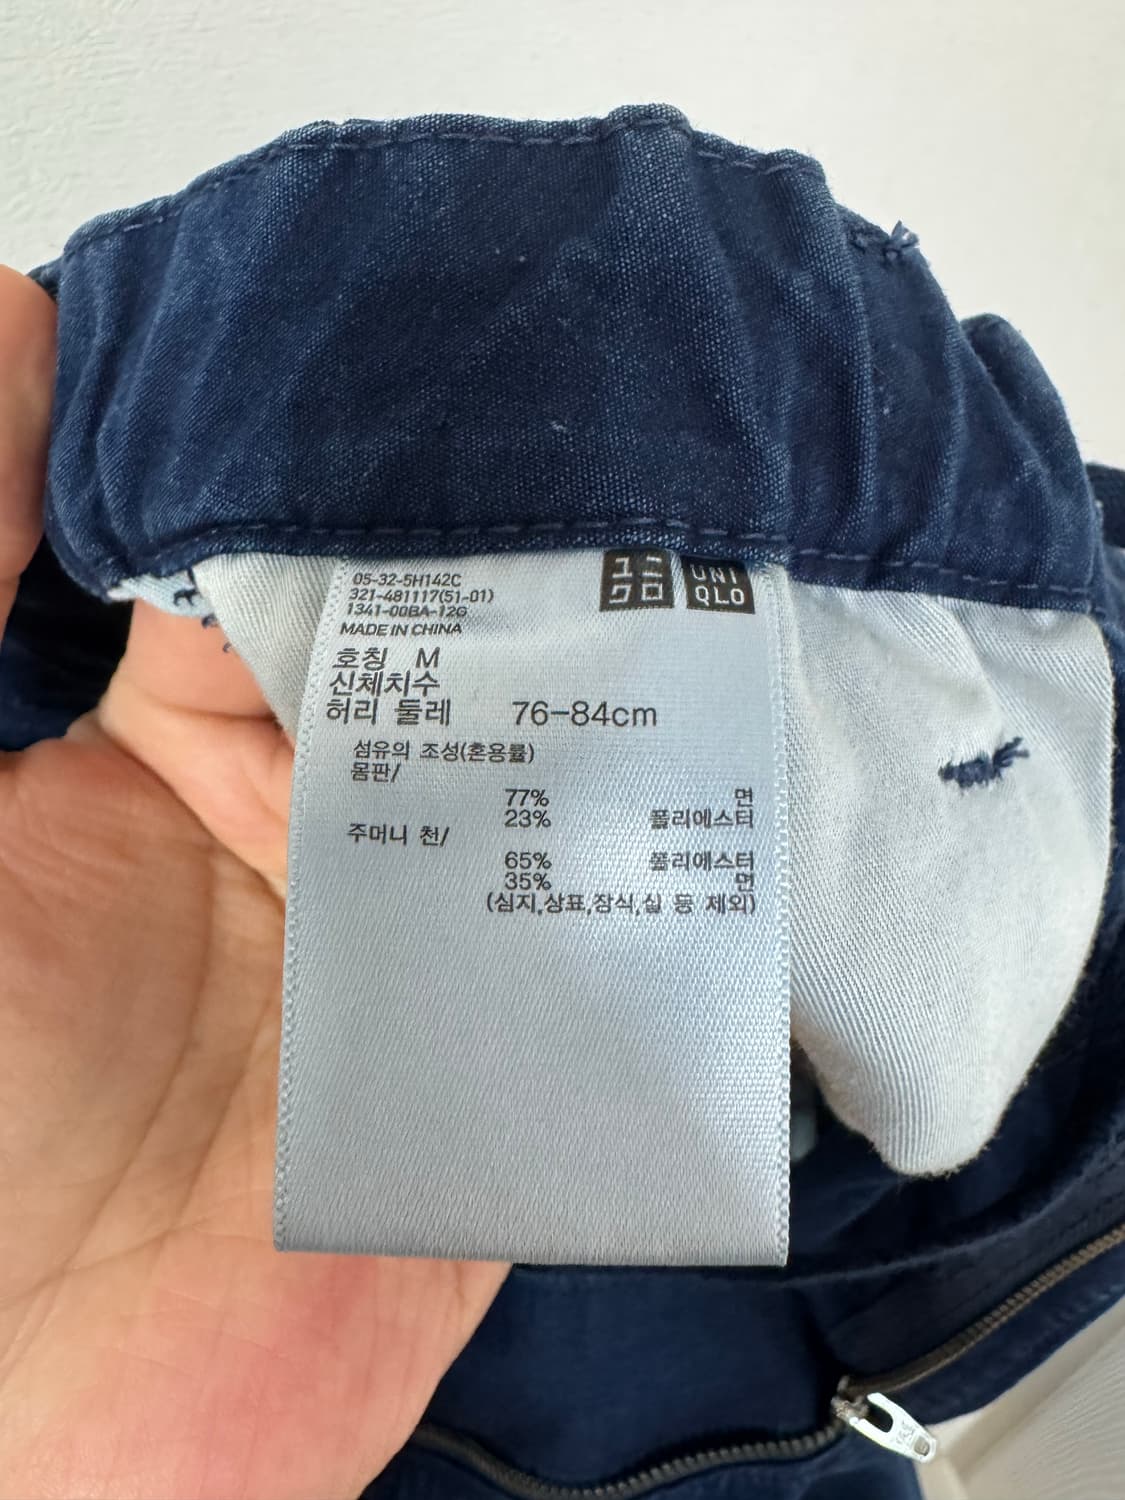 05-32-5H142C
321-481117(51-01)
1341-00BA-12G
MADE IN CHINA
ユニ
クロ
UNI
QLO
호칭 M
신체치수
허리 둘레 76-84cm
섬유의 조성(혼용률)
몸판/
77% 면
23% 폴리에스터
주머니 천/
65% 폴리에스터
35% 면
(심지,상표,장식,실 등 제외)